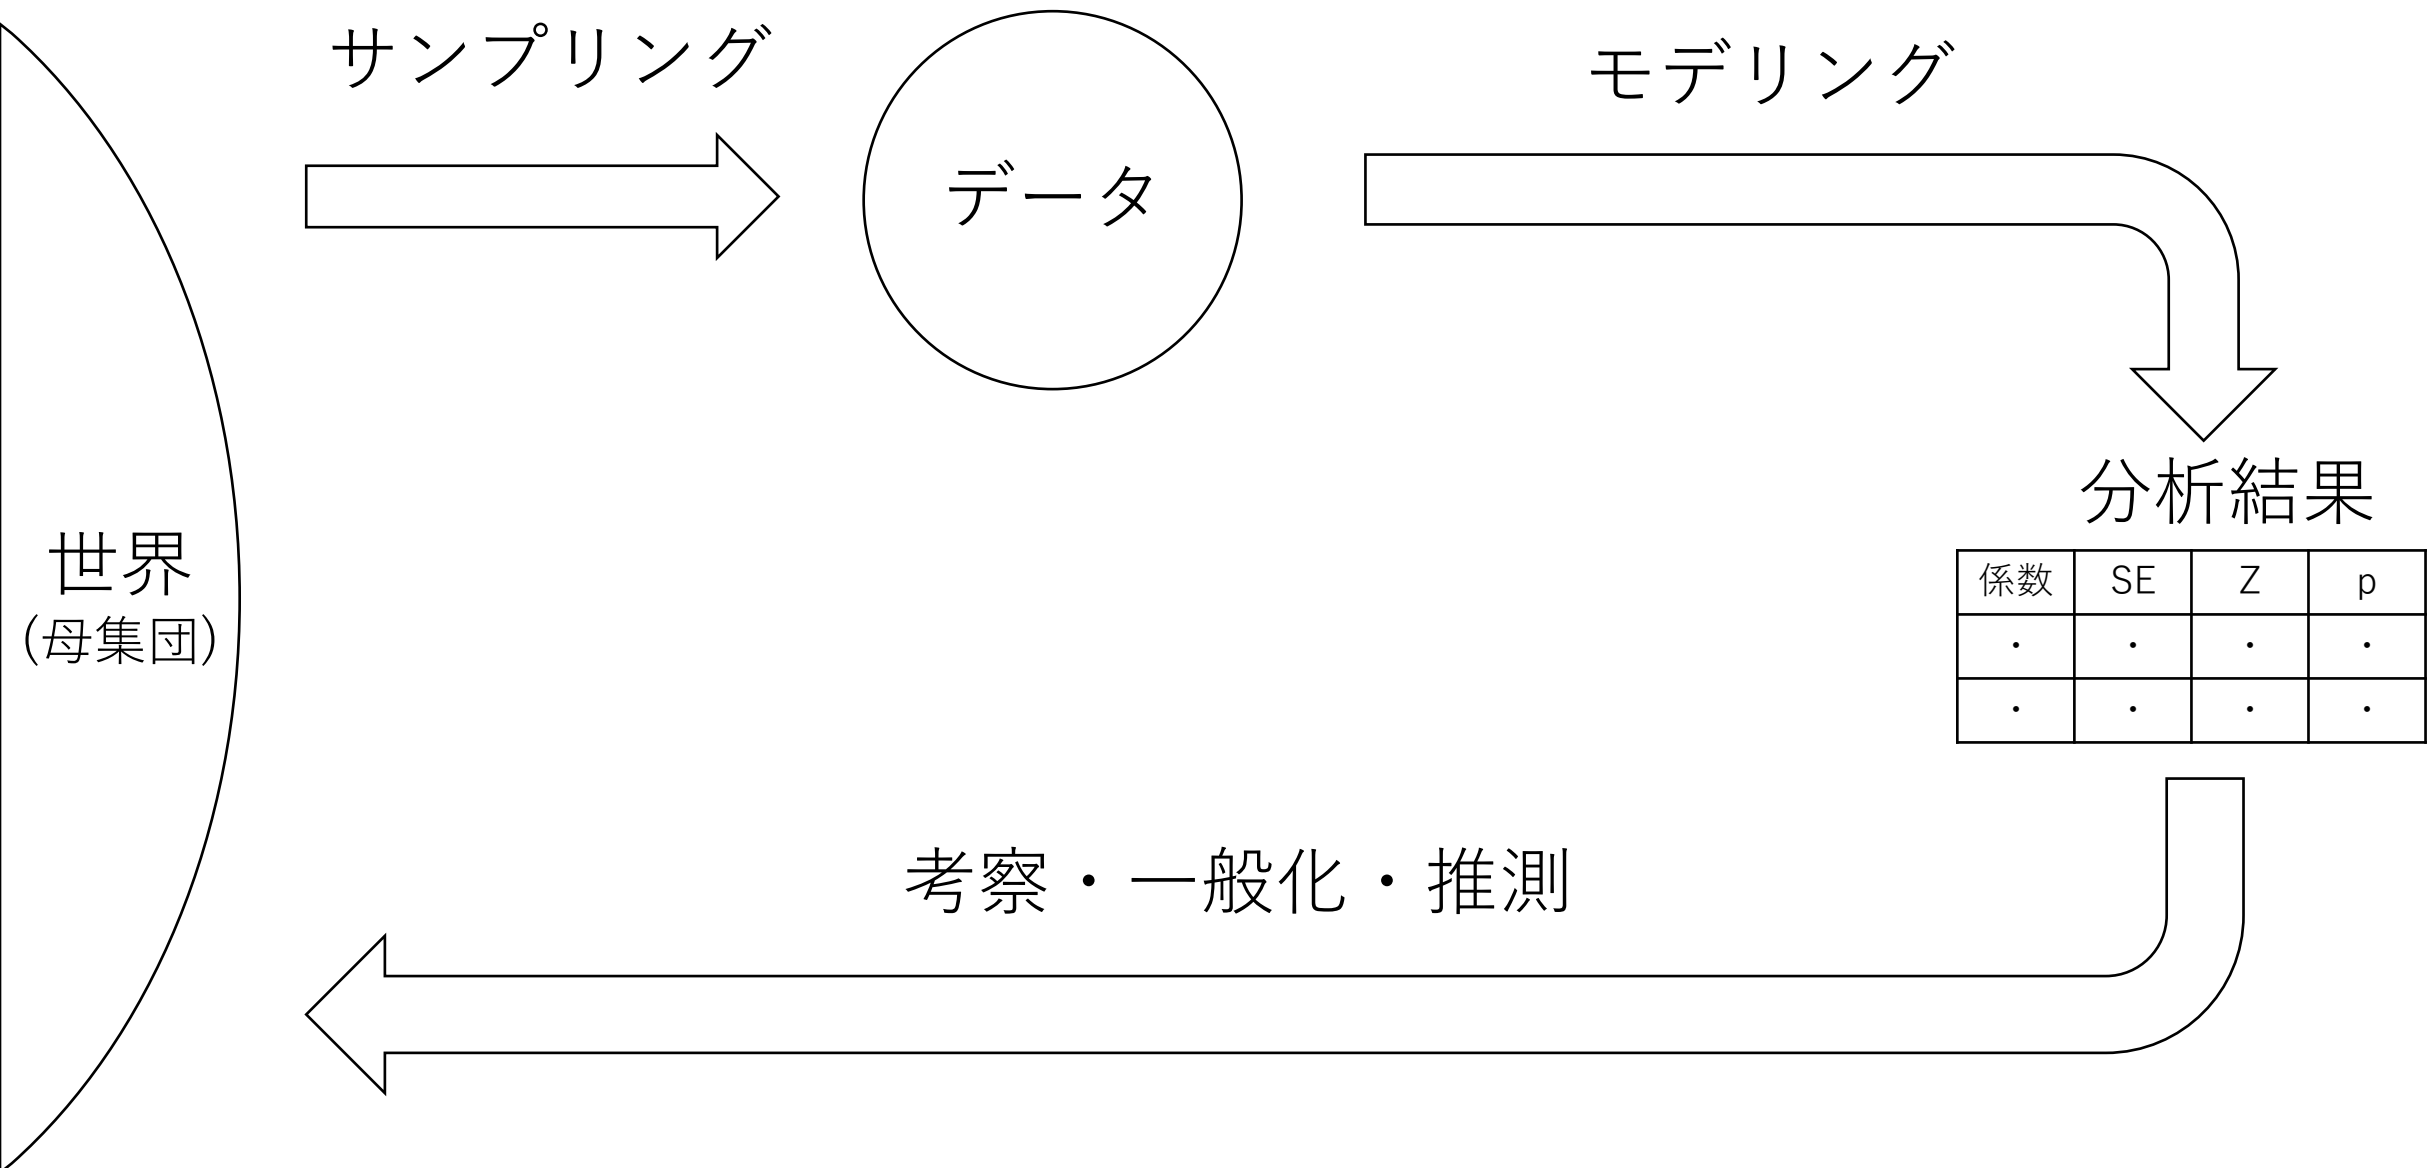 サンプリング
データ
モデリング
分析結果
係数 SE Z p
・ ・ ・ ・
・ ・ ・ ・
世界
(母集団)
考察・一般化・推測